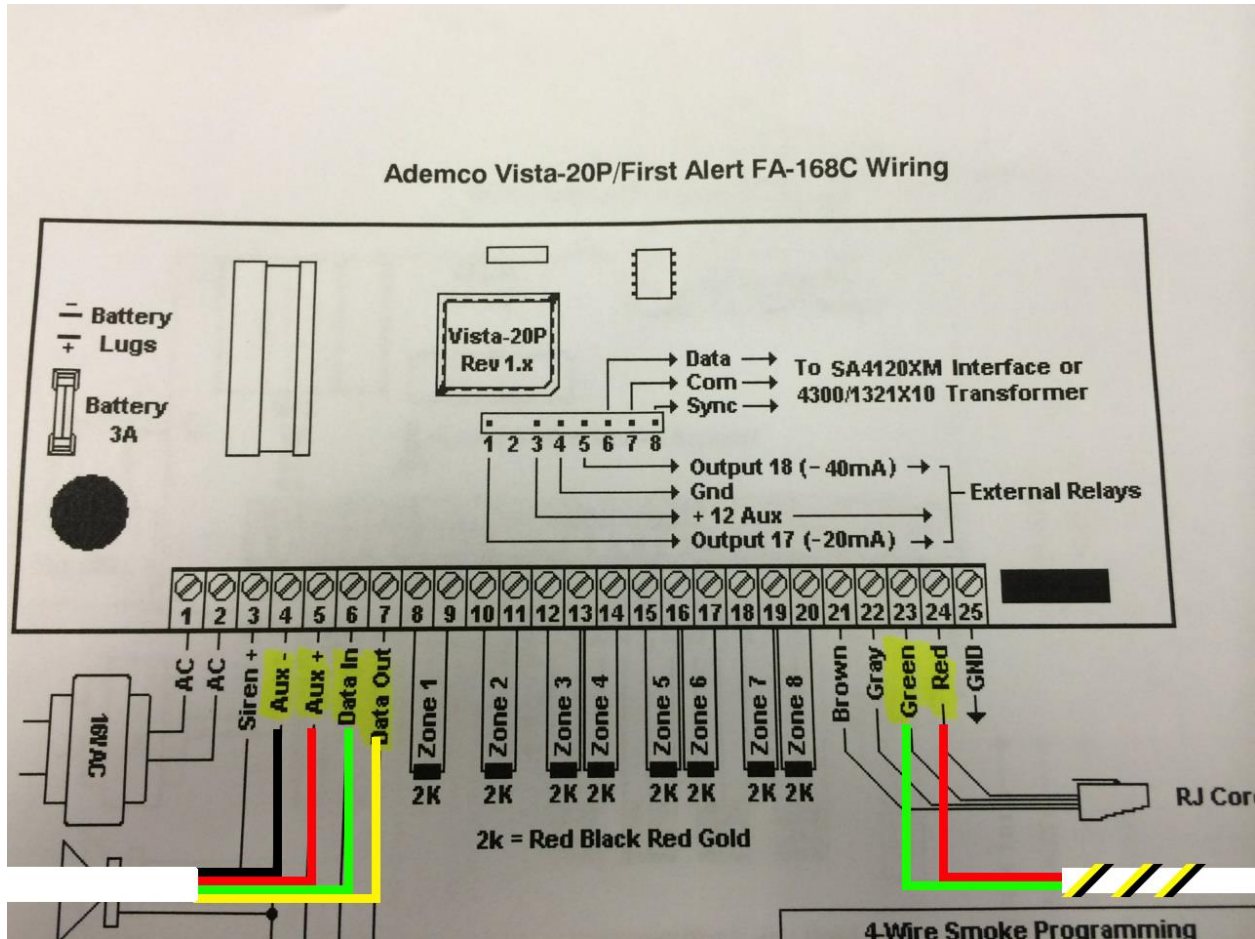 Ademco Vista-20P/First Alert FA-168C Wiring
Battery
Lugs
Battery
3A
Vista-20P
Rev 1.x
Data
Com
Sync
To SA4120XM Interface or
4300/1321X10 Transformer
1 2 3 4 5 6 7 8
Output 18 (- 40mA)
Gnd
+ 12 Aux
Output 17 (-20mA)
External Relays
1 2 3 4 5 6 7 8 9 10 11 12 13 14 15 16 17 18 19 20 21 22 23 24 25
AC
AC
Siren +
Aux -
Aux +
Data In
Data Out
Zone 1
Zone 2
Zone 3
Zone 4
Zone 5
Zone 6
Zone 7
Zone 8
Brown
Gray
Green
Red
GND
16VAC
2K 2K 2K 2K 2K 2K 2K 2K
RJ Cor
2k = Red Black Red Gold
4-Wire Smoke Programming